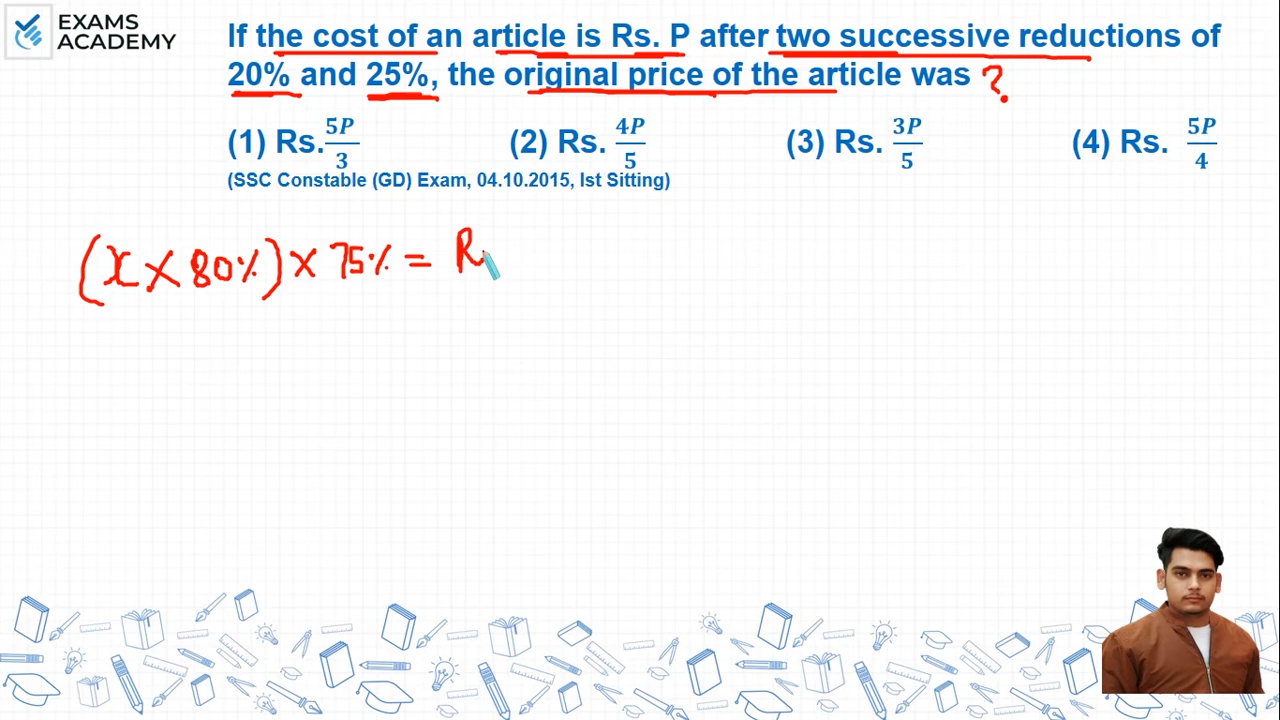 EXAMS
ACADEMY
If the cost of an article is Rs. P after two successive reductions of
20% and 25%, the original price of the article was ?
(1) Rs. 5P/3 (2) Rs. 4P/5 (3) Rs. 3P/5 (4) Rs. 5P/4
(SSC Constable (GD) Exam, 04.10.2015, Ist Sitting)
(x × 80%) × 75% = R